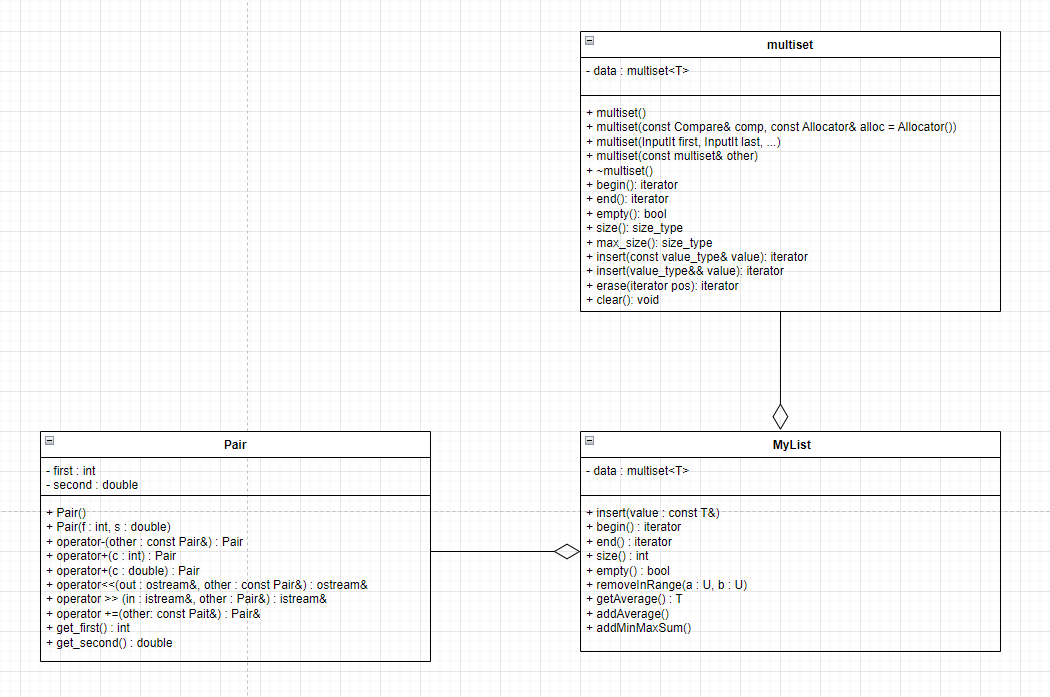 multiset
- data : multiset<T>
+ multiset()
+ multiset(const Compare& comp, const Allocator& alloc = Allocator())
+ multiset(InputIt first, InputIt last, ...)
+ multiset(const multiset& other)
+ ~multiset()
+ begin(): iterator
+ end(): iterator
+ empty(): bool
+ size(): size_type
+ max_size(): size_type
+ insert(const value_type& value): iterator
+ insert(value_type&& value): iterator
+ erase(iterator pos): iterator
+ clear(): void
Pair
- first : int
- second : double
+ Pair()
+ Pair(f : int, s : double)
+ operator-(other : const Pair&) : Pair
+ operator+(c : int) : Pair
+ operator+(c : double) : Pair
+ operator<<(out : ostream&, other : const Pair&) : ostream&
+ operator >> (in : istream&, other : Pair&) : istream&
+ operator +=(other: const Pait&) : Pair&
+ get_first() : int
+ get_second() : double
MyList
- data : multiset<T>
+ insert(value : const T&)
+ begin() : iterator
+ end() : iterator
+ size() : int
+ empty() : bool
+ removeInRange(a : U, b : U)
+ getAverage() : T
+ addAverage()
+ addMinMaxSum()